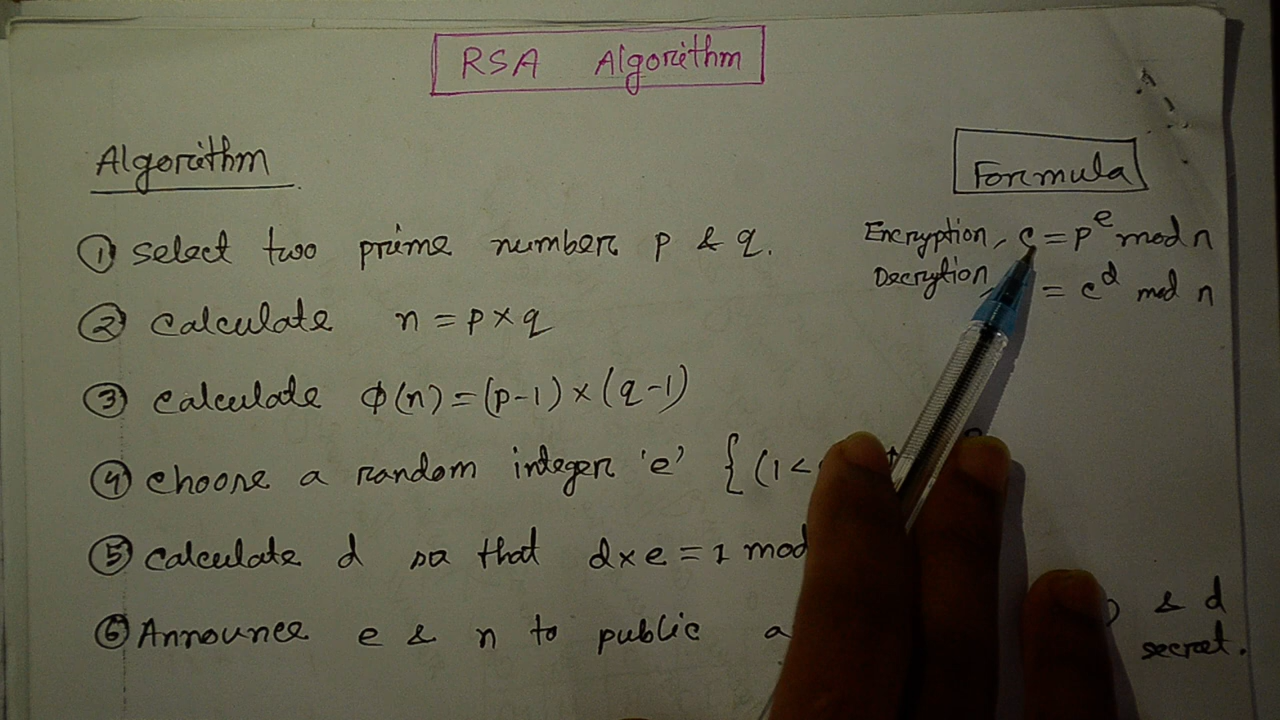 RSA Algorithm
Algorithm
Formula
① select two prime number p & q.
Encryption, c = p^e mod n
Decrytion, = c^d mod n
② calculate n = p × q
③ calculate Φ(n) = (p-1) × (q-1)
④ choose a random integer 'e' {(1 <
⑤ calculate d so that d × e = 1 mod
⑥ Announce e & n to public & d
secret.